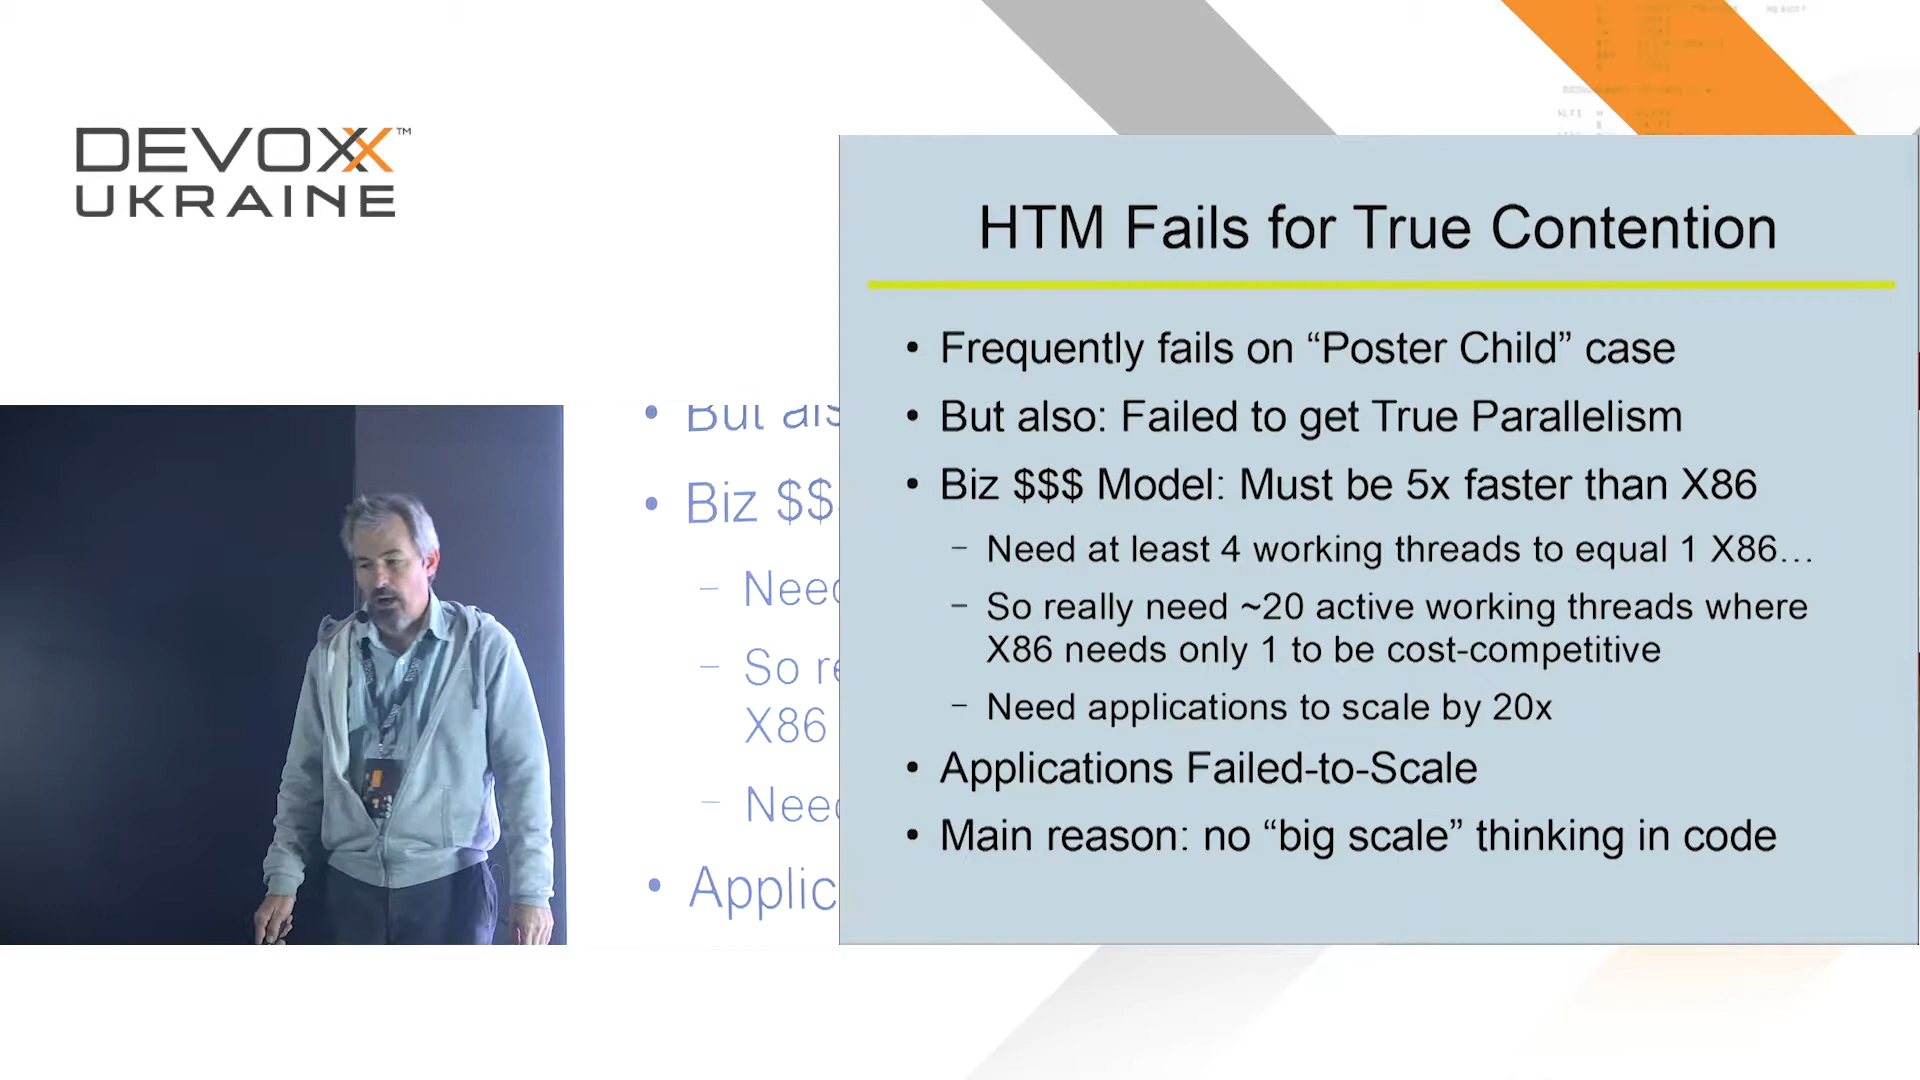 DEVOXX™
UKRAINE
HTM Fails for True Contention
• Frequently fails on “Poster Child” case
• But also: Failed to get True Parallelism
• Biz $$$ Model: Must be 5x faster than X86
– Need at least 4 working threads to equal 1 X86…
– So really need ~20 active working threads where
X86 needs only 1 to be cost-competitive
– Need applications to scale by 20x
• Applications Failed-to-Scale
• Main reason: no “big scale” thinking in code
• But als
• Biz $$
– Need
– So re
X86
– Need
• Applic